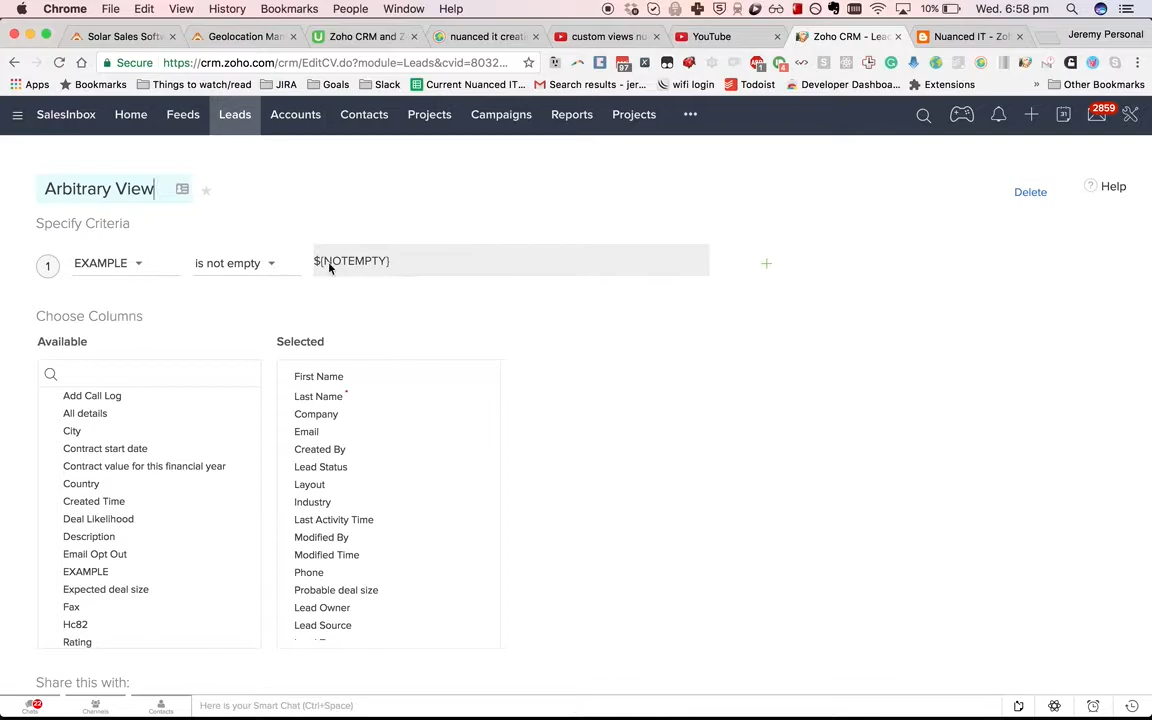 Chrome File Edit View History Bookmarks People Window Help 10% Wed. 6:58 pm
Solar Sales Softw Geolocation Man Zoho CRM and Z nuanced it creati custom views nu YouTube Zoho CRM - Lea Nuanced IT - Zoh Jeremy Personal
Secure https://crm.zoho.com/crm/EditCV.do?module=Leads&cvid=8032...
Apps Bookmarks Things to watch/read JIRA Goals Slack Current Nuanced IT... Search results - jer... wifi login Todoist Developer Dashboa... Extensions » Other Bookmarks
SalesInbox Home Feeds Leads Accounts Contacts Projects Campaigns Reports Projects ••• 2859
Arbitrary View Delete ? Help
Specify Criteria
1 EXAMPLE is not empty ${NOTEMPTY}
Choose Columns
Available Selected
Add Call Log
All details
City
Contract start date
Contract value for this financial year
Country
Created Time
Deal Likelihood
Description
Email Opt Out
EXAMPLE
Expected deal size
Fax
Hc82
Rating
First Name
Last Name *
Company
Email
Created By
Lead Status
Layout
Industry
Last Activity Time
Modified By
Modified Time
Phone
Probable deal size
Lead Owner
Lead Source
Share this with:
22
Chats Channels Contacts Here is your Smart Chat (Ctrl+Space)